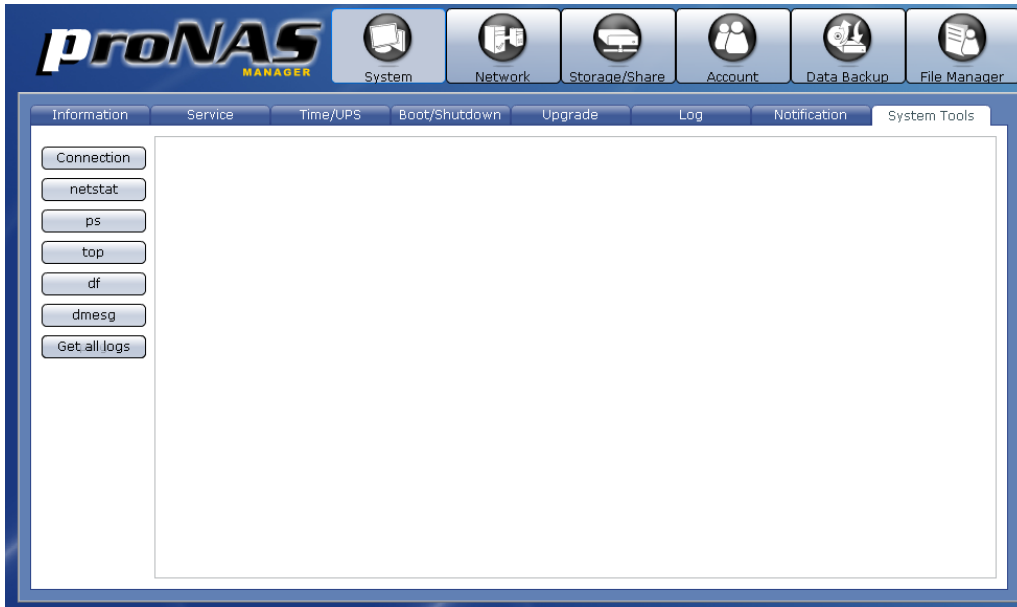 proNAS
MANAGER
System
Network
Storage/Share
Account
Data Backup
File Manager
Information
Service
Time/UPS
Boot/Shutdown
Upgrade
Log
Notification
System Tools
Connection
netstat
ps
top
df
dmesg
Get all logs